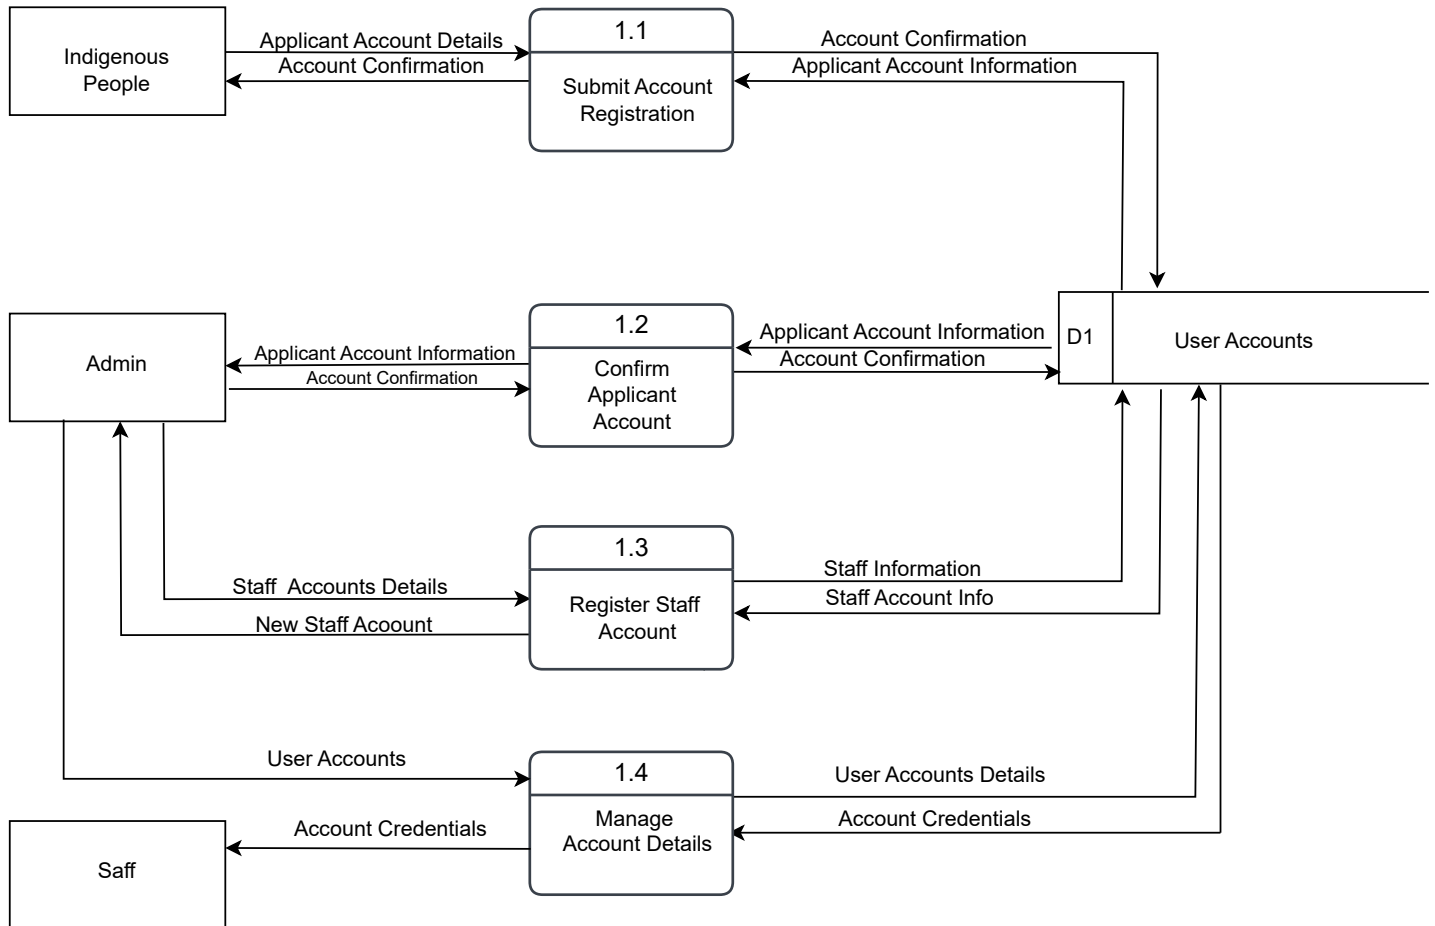 Indigenous
People
Applicant Account Details
Account Confirmation
1.1
Submit Account
Registration
Account Confirmation
Applicant Account Information
Admin
Applicant Account Information
Account Confirmation
1.2
Confirm
Applicant
Account
Applicant Account Information
Account Confirmation
D1
User Accounts
Staff Accounts Details
New Staff Acoount
1.3
Register Staff
Account
Staff Information
Staff Account Info
User Accounts
Account Credentials
1.4
Manage
Account Details
User Accounts Details
Account Credentials
Saff